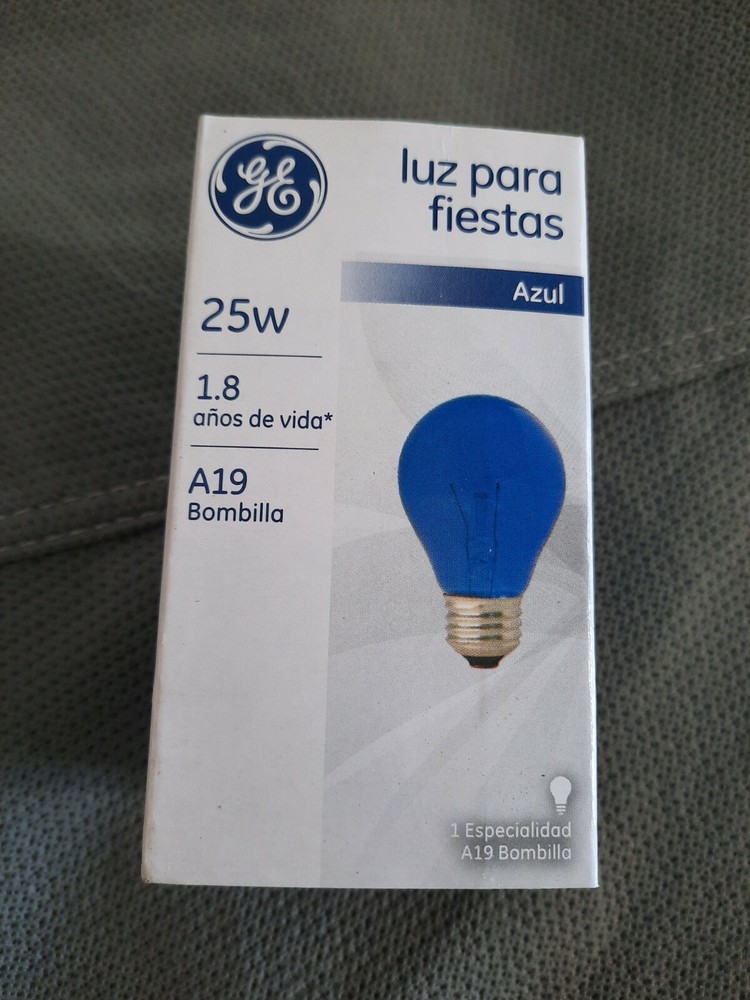 GE
luz para
fiestas
Azul
25w
1.8
años de vida*
A19
Bombilla
1 Especialidad
A19 Bombilla